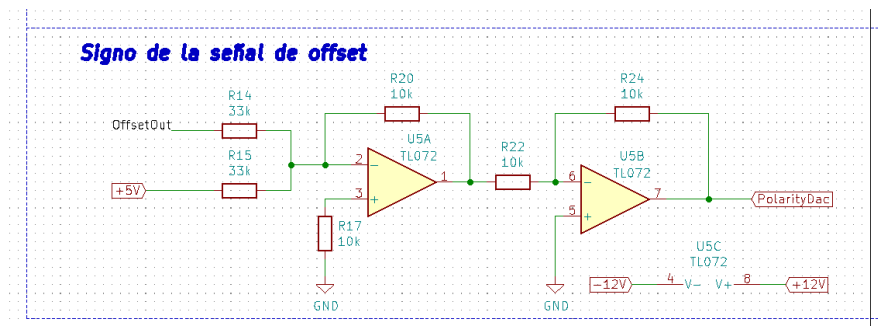 Signo de la señal de offset
R14
33k
OffsetOut
R15
33k
+5V
R20
10k
U5A
TL072
2
-
3
+
1
R17
10k
GND
R22
10k
R24
10k
U5B
TL072
6
-
5
+
7
GND
PolarityDac
U5C
TL072
-12V
4
V-
V+
8
+12V